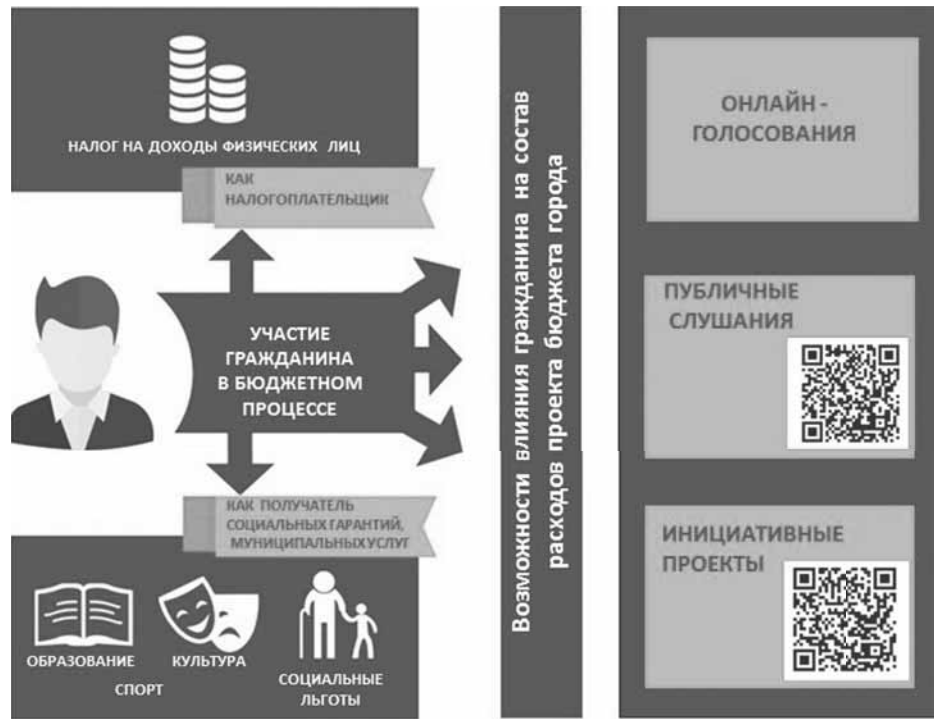 НАЛОГ НА ДОХОДЫ ФИЗИЧЕСКИХ ЛИЦ
КАК
НАЛОГОПЛАТЕЛЬЩИК
УЧАСТИЕ
ГРАЖДАНИНА
В БЮДЖЕТНОМ
ПРОЦЕССЕ
КАК ПОЛУЧАТЕЛЬ
СОЦИАЛЬНЫХ ГАРАНТИЙ,
МУНИЦИПАЛЬНЫХ УСЛУГ
ОБРАЗОВАНИЕ
КУЛЬТУРА
СПОРТ
СОЦИАЛЬНЫЕ
ЛЬГОТЫ
Возможности влияния гражданина на состав
расходов проекта бюджета города
ОНЛАЙН -
ГОЛОСОВАНИЯ
ПУБЛИЧНЫЕ
СЛУШАНИЯ
ИНИЦИАТИВНЫЕ
ПРОЕКТЫ